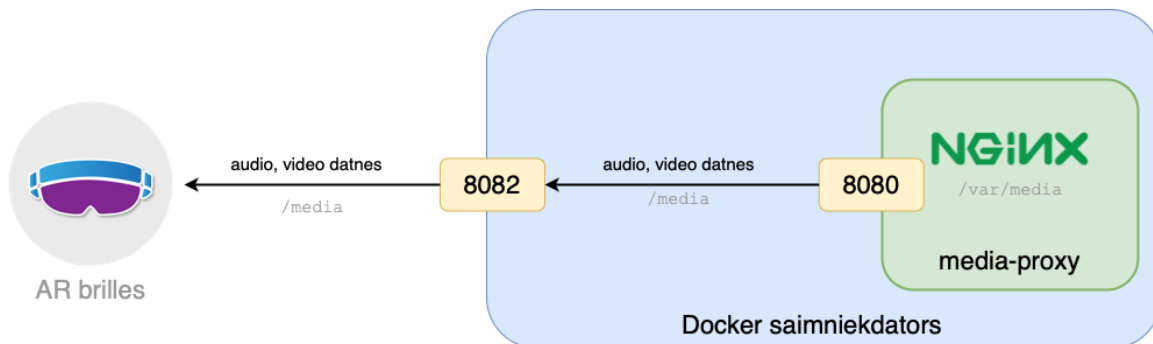 audio, video datnes
/media
8082
audio, video datnes
/media
8080
NGINX
/var/media
media-proxy
AR brilles
Docker saimniekdators